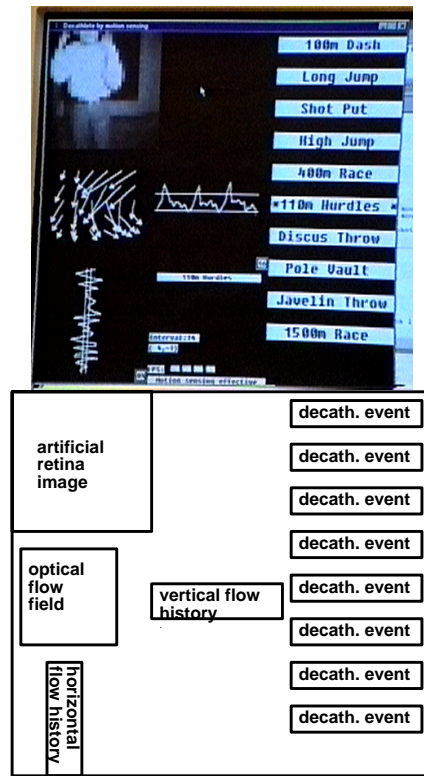 Decathlete by motion sensing
100m Dash
Long Jump
Shot Put
High Jump
400m Race
*110m Hurdles *
Discus Throw
Pole Vault
Javelin Throw
1500m Race
110m Hurdles
Motion sensing effective
artificial
retina
image
optical
flow
field
vertical flow
history
horizontal
flow history
decath. event
decath. event
decath. event
decath. event
decath. event
decath. event
decath. event
decath. event